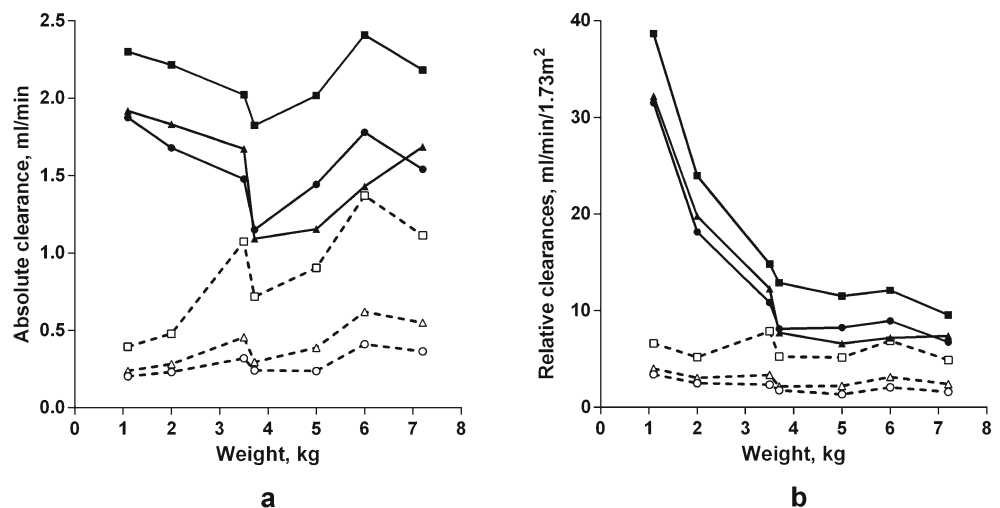 2.5
2.0
1.5
1.0
0.5
0.0
Absolute clearance, ml/min
0 1 2 3 4 5 6 7 8
Weight, kg
a
40
30
20
10
0
Relative clearances, ml/min/1.73m²
0 1 2 3 4 5 6 7 8
Weight, kg
b